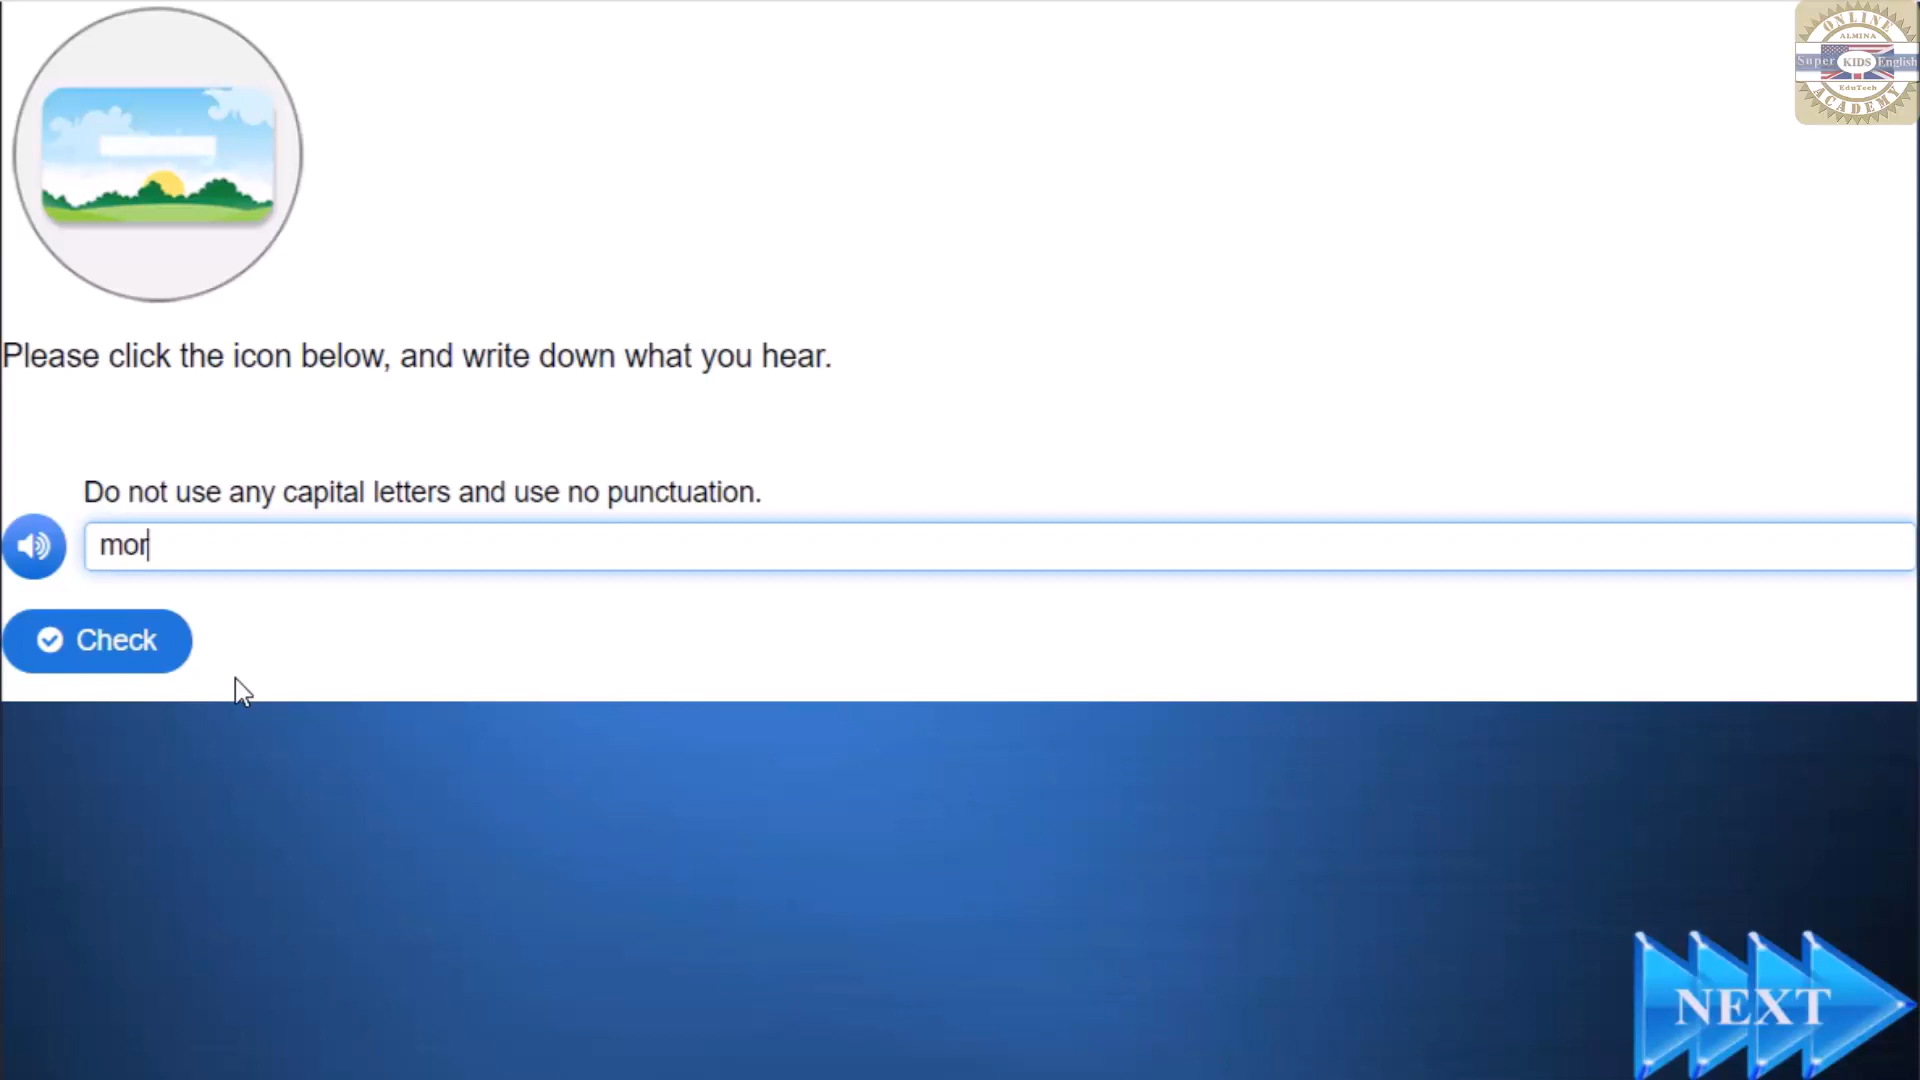 ONLINE
ALMINA
Super KIDS English
EduTech
ACADEMY
Please click the icon below, and write down what you hear.
Do not use any capital letters and use no punctuation.
mor
Check
NEXT